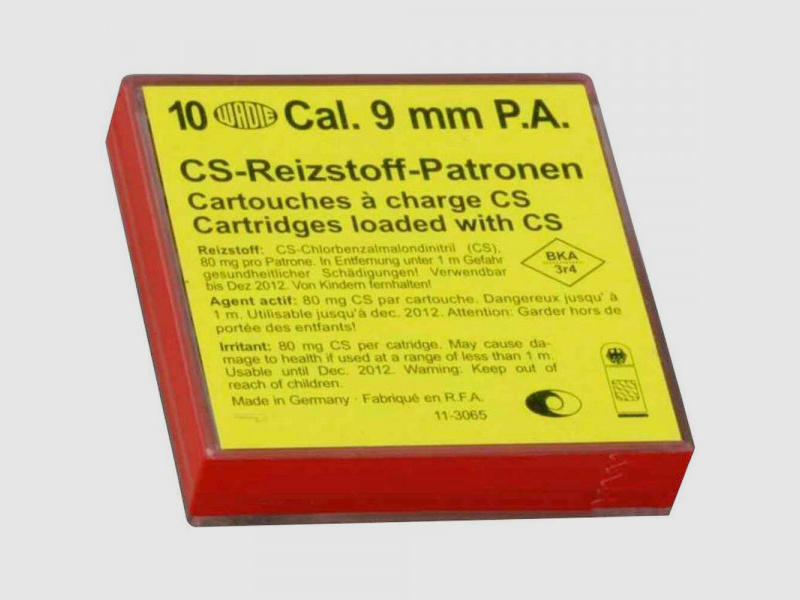 10 WADIE Cal. 9 mm P.A.
CS-Reizstoff-Patronen
Cartouches à charge CS
Cartridges loaded with CS
Reizstoff: CS-Chlorbenzalmalondinitril (CS),
80 mg pro Patrone. In Entfernung unter 1 m Gefahr
gesundheitlicher Schädigungen! Verwendbar
bis Dez 2012. Von Kindern fernhalten!
BKA
3r4
Agent actif: 80 mg CS par cartouche. Dangereux jusqu' à
1 m. Utilisable jusqu'à dec. 2012. Attention: Garder hors de
portée des entfants!
Irritant: 80 mg CS per catridge. May cause da-
mage to health if used at a range of less than 1 m.
Usable until Dec. 2012. Warning: Keep out of
reach of children.
Made in Germany · Fabriqué en R.F.A.
11-3065